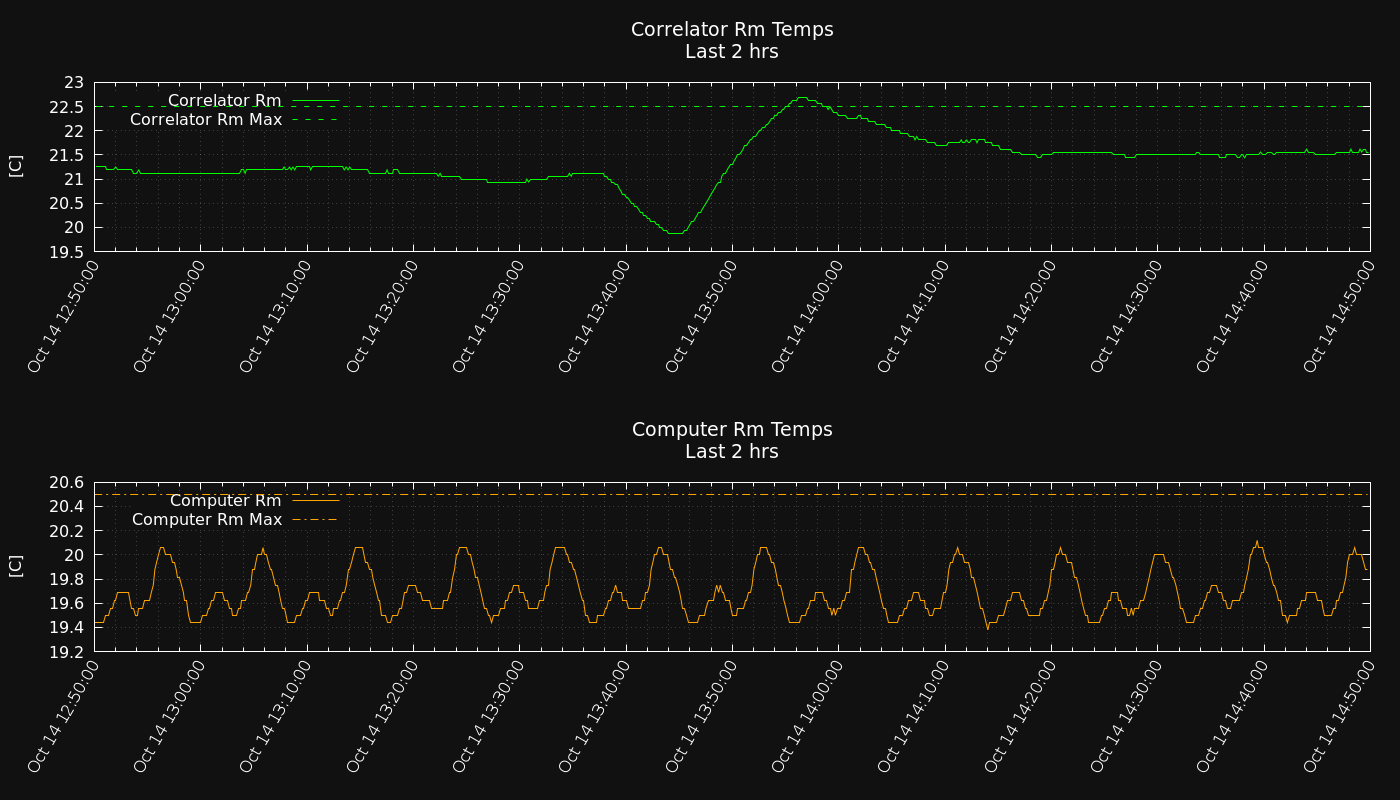 Correlator Rm Temps
Last 2 hrs
23
Correlator Rm
22.5
Correlator Rm Max
22
21.5
[C]
21
20.5
20
19.5
Oct 14 12:50:00
Oct 14 13:00:00
Oct 14 13:10:00
Oct 14 13:20:00
Oct 14 13:30:00
Oct 14 13:40:00
Oct 14 13:50:00
Oct 14 14:00:00
Oct 14 14:10:00
Oct 14 14:20:00
Oct 14 14:30:00
Oct 14 14:40:00
Oct 14 14:50:00
Computer Rm Temps
Last 2 hrs
20.6
Computer Rm
20.4
Computer Rm Max
20.2
20
[C]
19.8
19.6
19.4
19.2
Oct 14 12:50:00
Oct 14 13:00:00
Oct 14 13:10:00
Oct 14 13:20:00
Oct 14 13:30:00
Oct 14 13:40:00
Oct 14 13:50:00
Oct 14 14:00:00
Oct 14 14:10:00
Oct 14 14:20:00
Oct 14 14:30:00
Oct 14 14:40:00
Oct 14 14:50:00